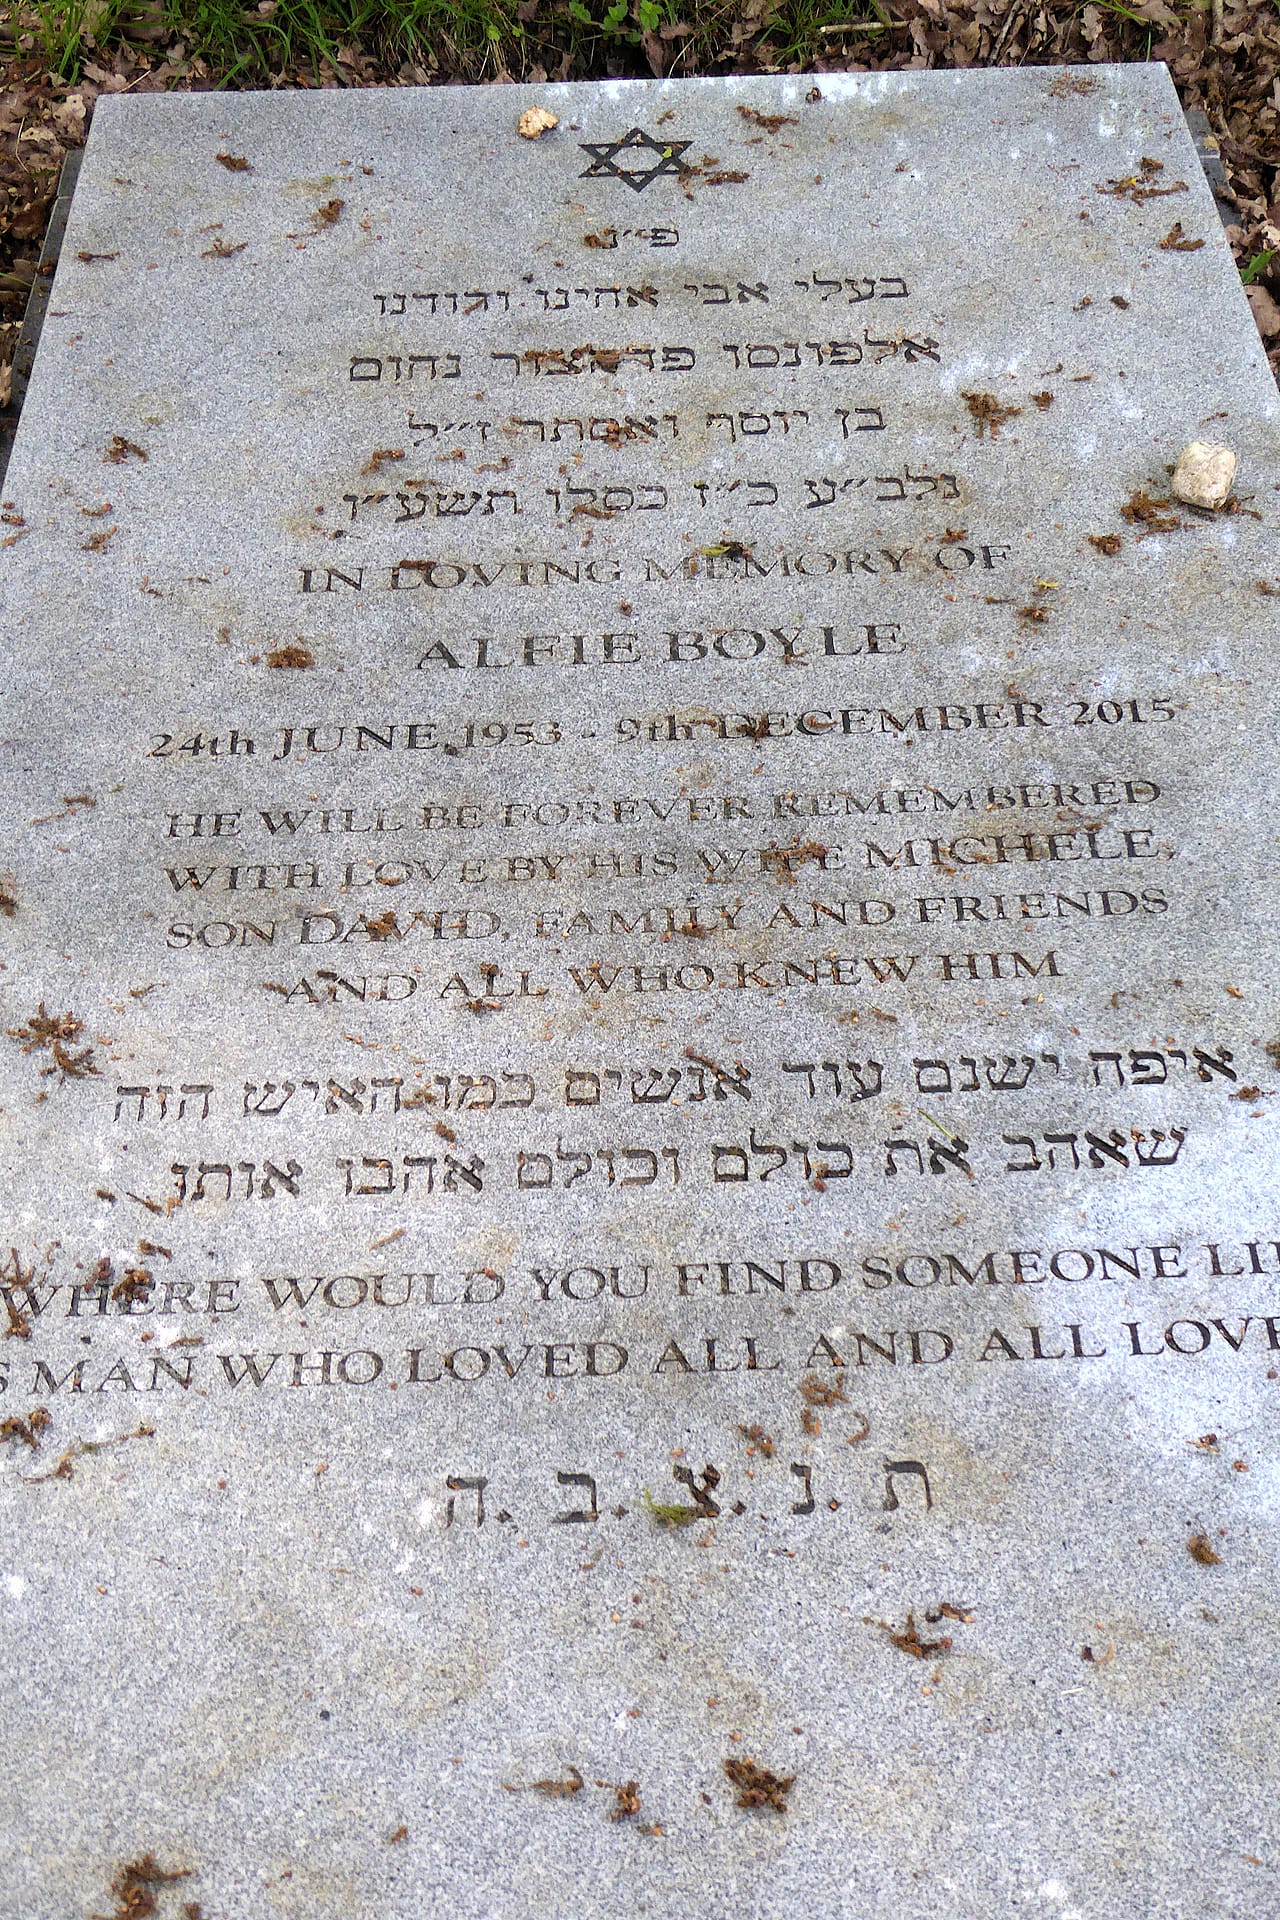 פ״נ
בעלי אבי אחינו ודודנו
אלפונסו פדהצור נחום
בן יוסף ואסתר ז״ל
נלב״ע כ״ז כסלו תשע״ו
IN LOVING MEMORY OF
ALFIE BOYLE
24th JUNE 1953 - 9th DECEMBER 2015
HE WILL BE FOREVER REMEMBERED
WITH LOVE BY HIS WIFE MICHELE,
SON DAVID, FAMILY AND FRIENDS
AND ALL WHO KNEW HIM
איפה ישנם עוד אנשים כמו האיש הזה
שאהב את כולם וכולם אהבו אותו
WHERE WOULD YOU FIND SOMEONE LI
S MAN WHO LOVED ALL AND ALL LOVE
ת .נ .צ .ב .ה